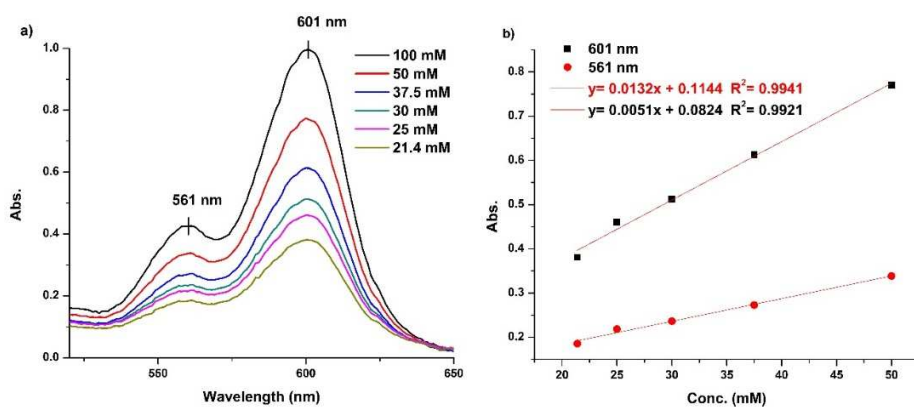 a)
601 nm
561 nm
100 mM
50 mM
37.5 mM
30 mM
25 mM
21.4 mM
1.0
0.8
0.6
0.4
0.2
0.0
Abs.
550
600
650
Wavelength (nm)
b)
601 nm
561 nm
y= 0.0132x + 0.1144 R²= 0.9941
y= 0.0051x + 0.0824 R²= 0.9921
0.8
0.7
0.6
0.5
0.4
0.3
0.2
Abs.
20 25 30 35 40 45 50
Conc. (mM)